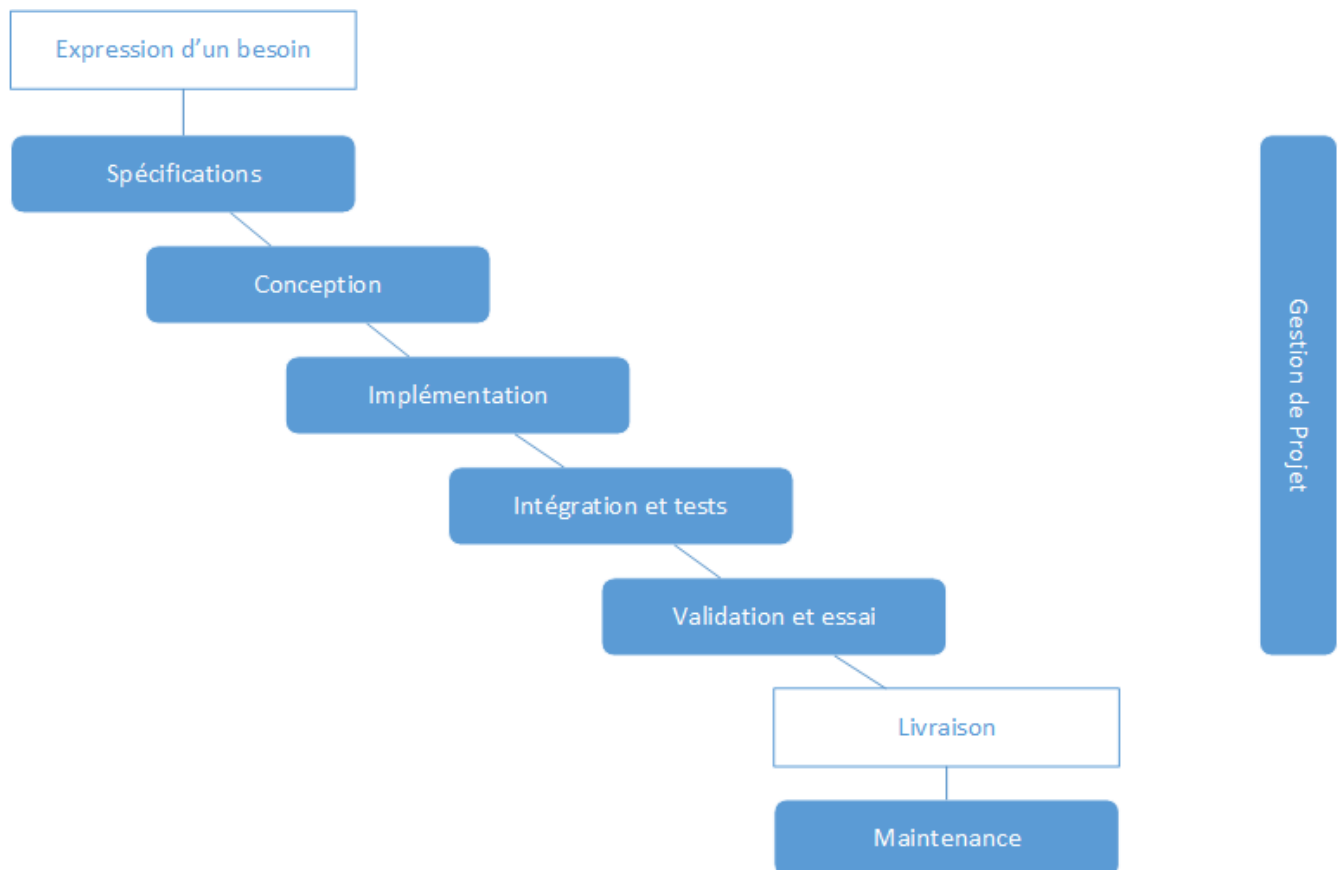 Expression d'un besoin
Spécifications
Conception
Implémentation
Intégration et tests
Validation et essai
Livraison
Maintenance
Gestion de Projet